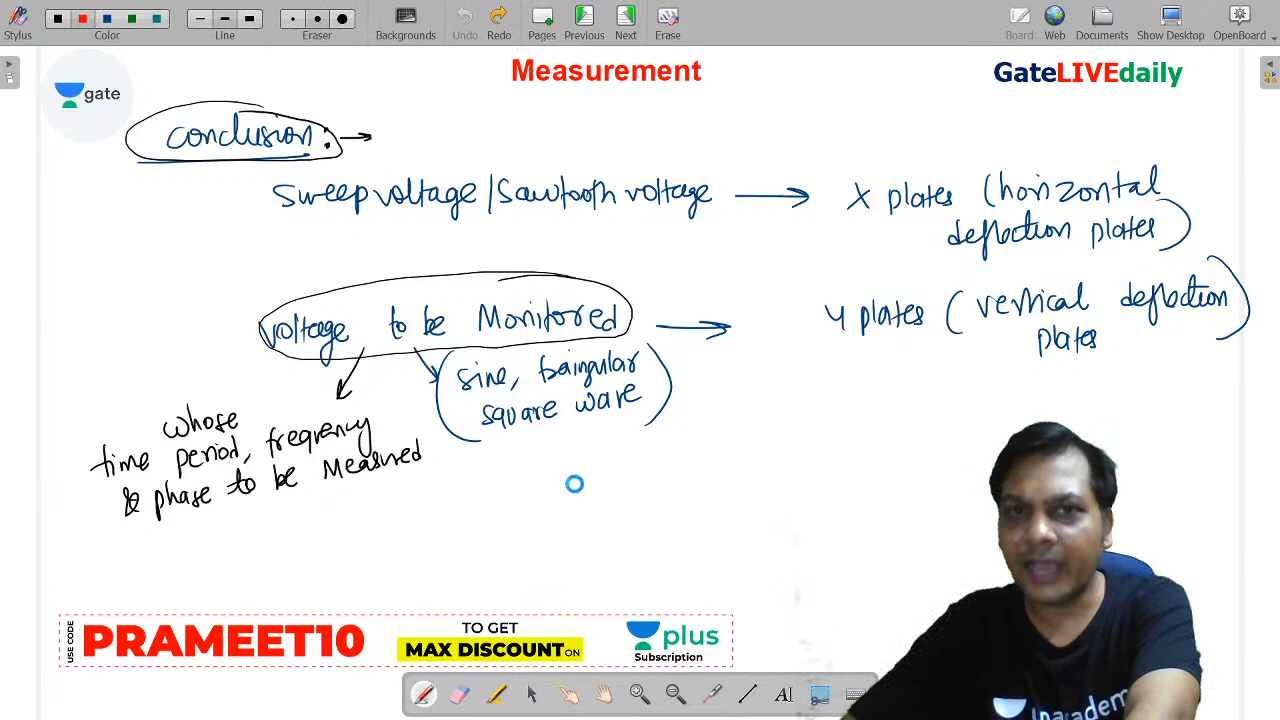 Stylus
Color
Line
Eraser
Backgrounds
Undo
Redo
Pages
Previous
Next
Erase
Board
Web
Documents
Show Desktop
OpenBoard
gate
Measurement
GateLIVEdaily
Conclusion:→
Sweep voltage/Sawtooth voltage → X plates (horizontal
deflection plates)
voltage to be Monitored → Y plates (vertical deflection
plates)
(sine, traingular
square wave)
whose
time period, frequency
& phase to be Measured
USE CODE
PRAMEET10
TO GET
MAX DISCOUNT ON
plus
Subscription